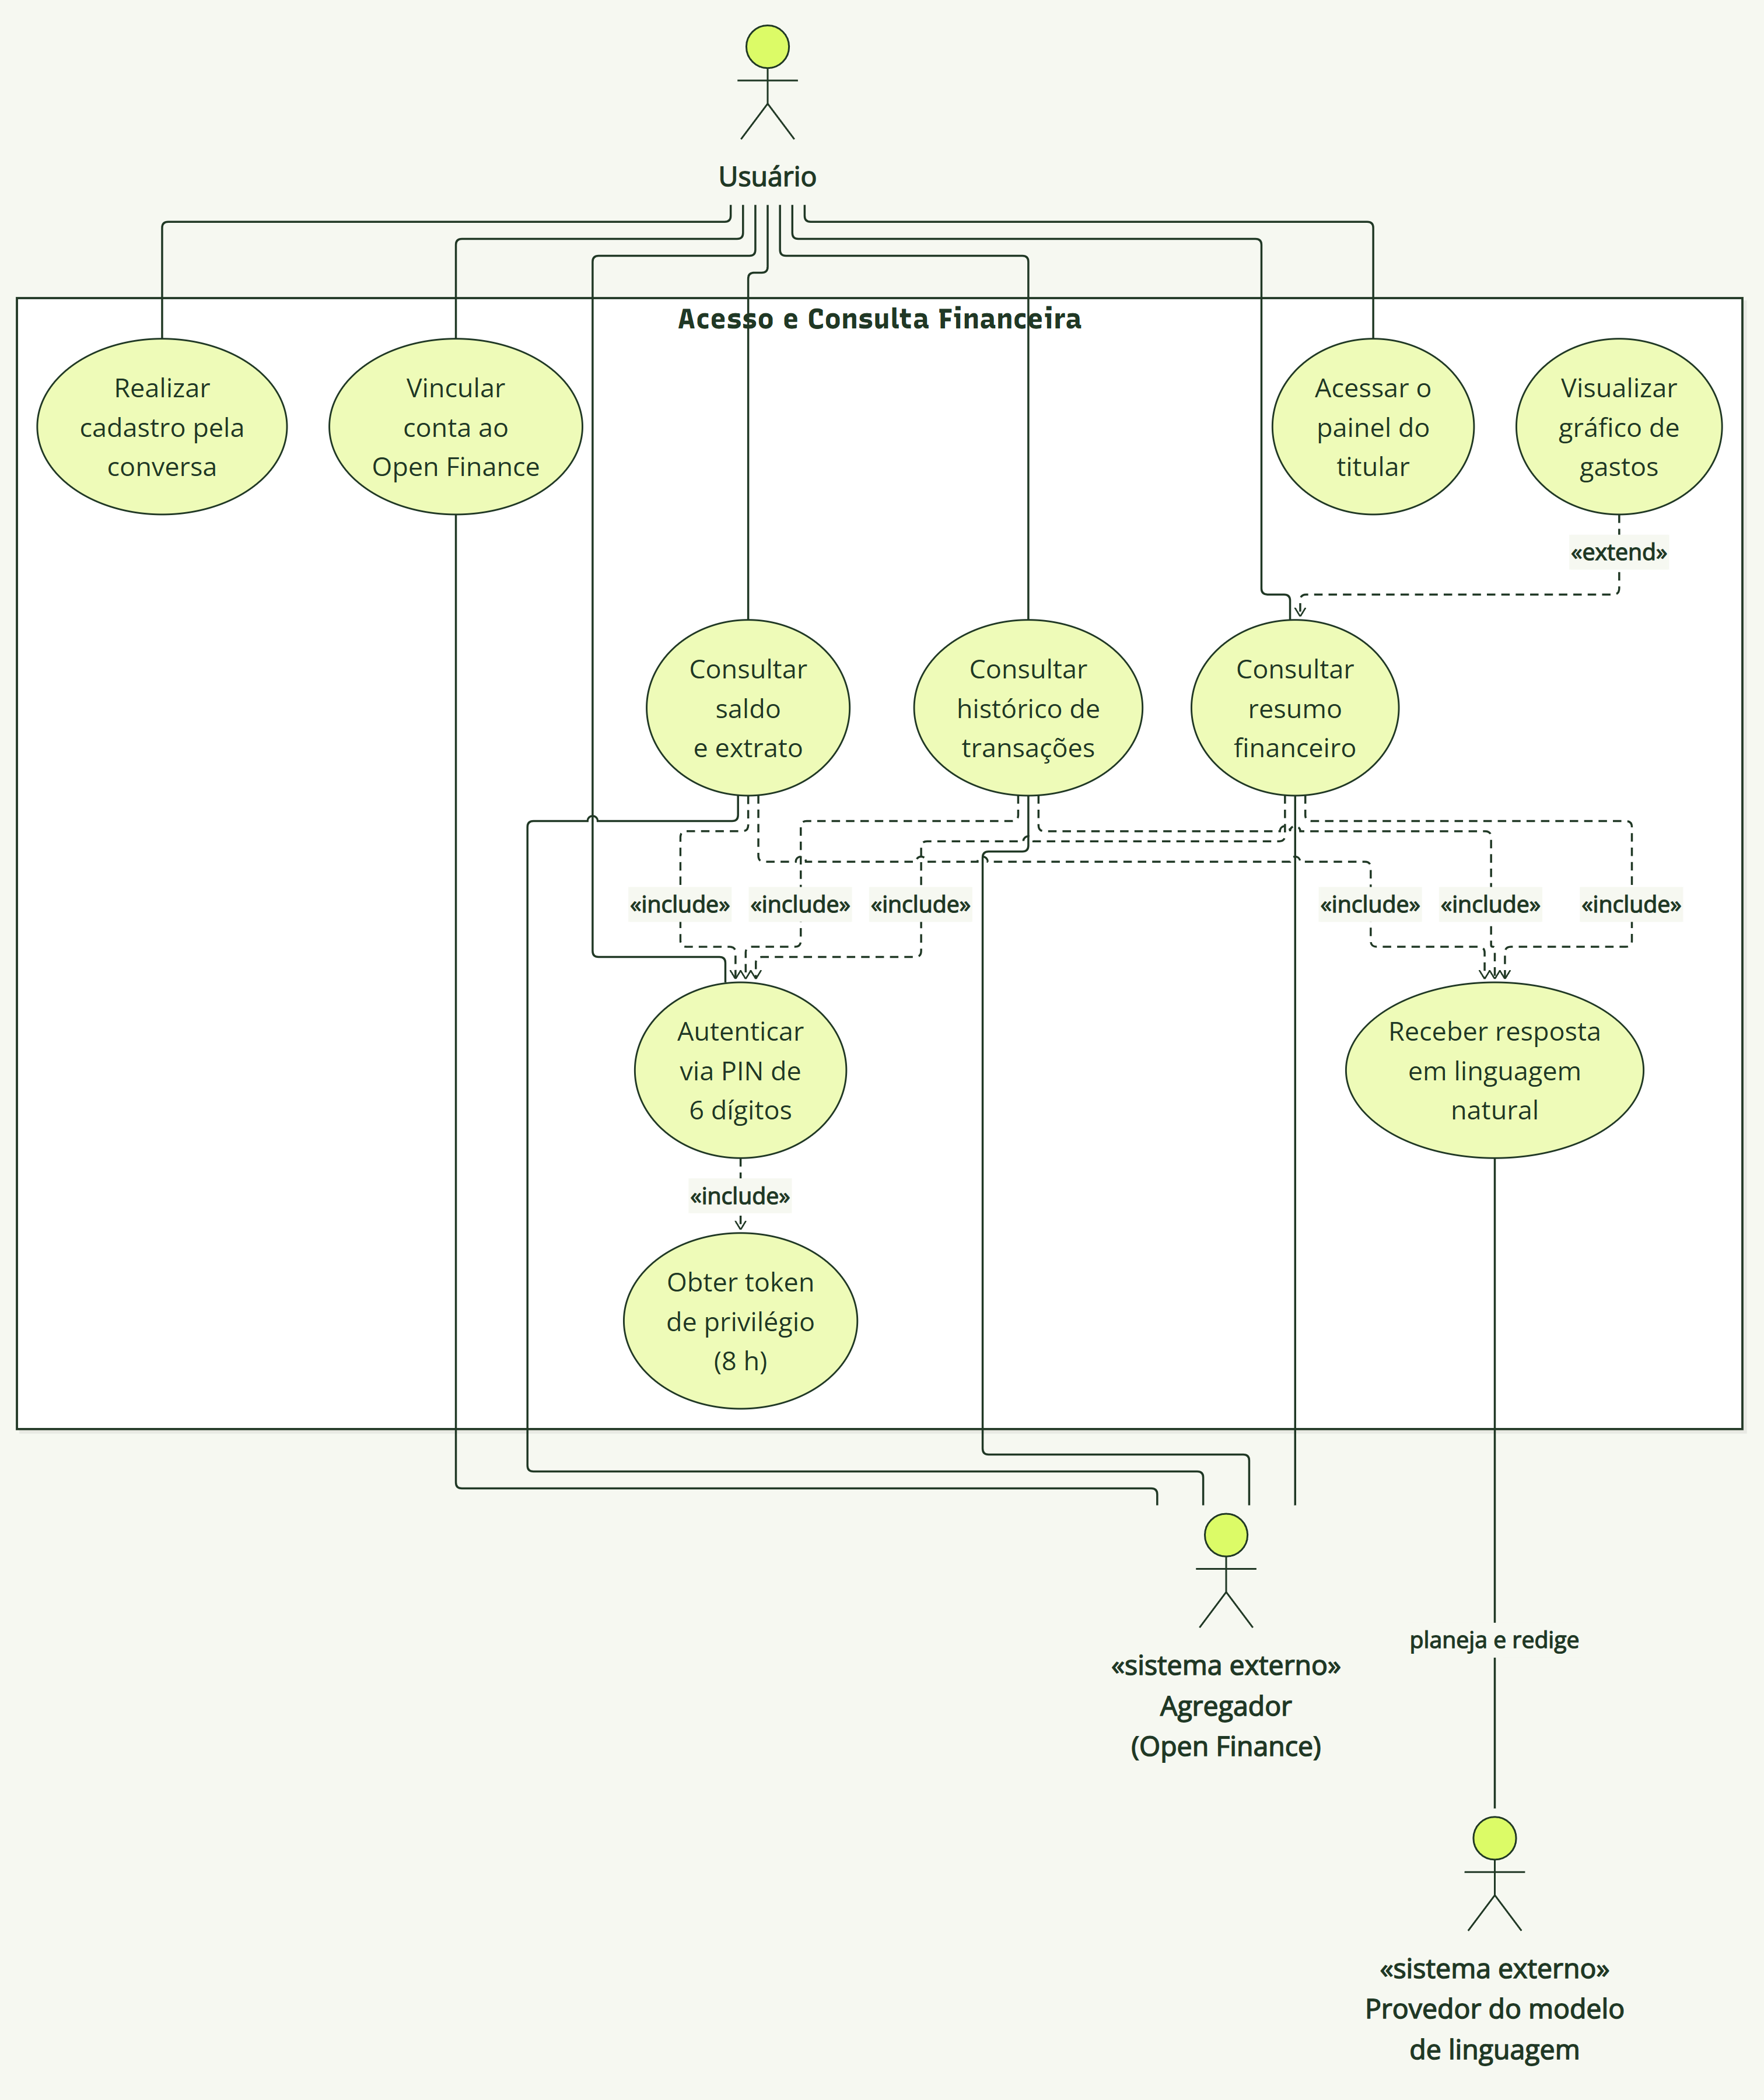 Usuário
Acesso e Consulta Financeira
Realizar
cadastro pela
conversa
Vincular
conta ao
Open Finance
Acessar o
painel do
titular
Visualizar
gráfico de
gastos
«extend»
Consultar
saldo
e extrato
Consultar
histórico de
transações
Consultar
resumo
financeiro
«include»
«include»
«include»
«include»
«include»
«include»
Autenticar
via PIN de
6 dígitos
Receber resposta
em linguagem
natural
«include»
Obter token
de privilégio
(8 h)
planeja e redige
«sistema externo»
Agregador
(Open Finance)
«sistema externo»
Provedor do modelo
de linguagem